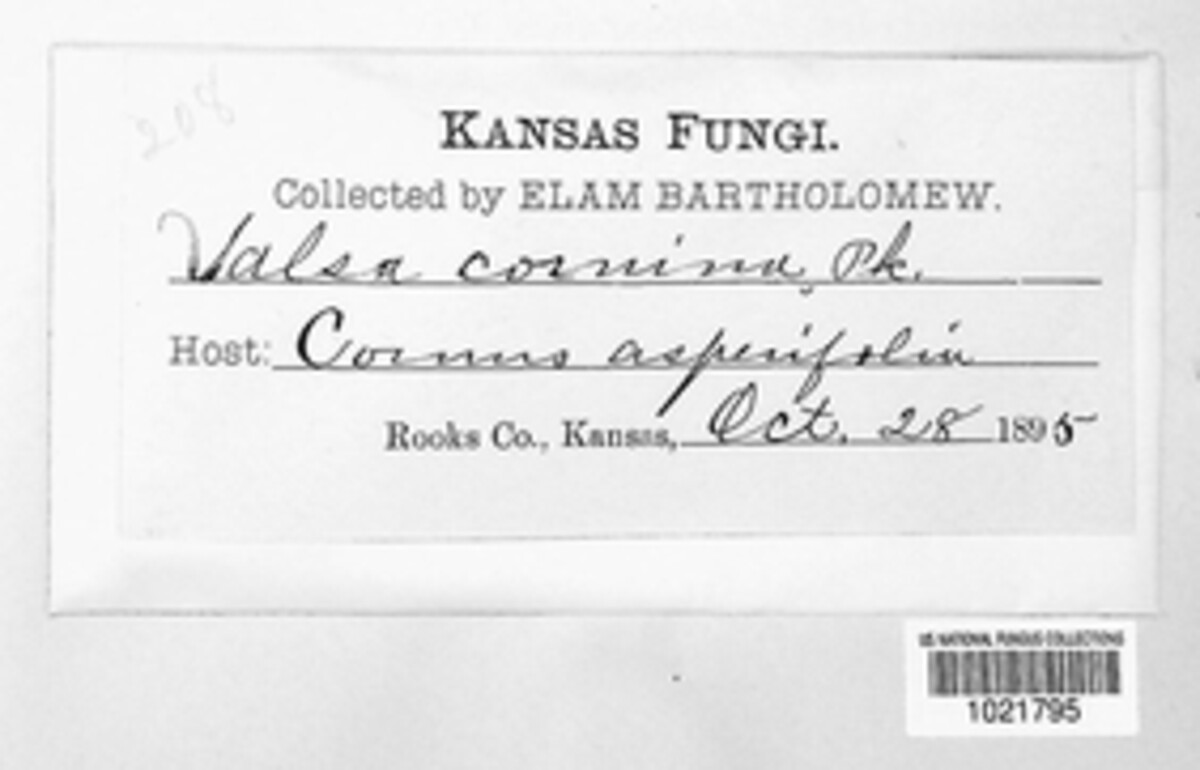 208
KANSAS FUNGI.
Collected by ELAM BARTHOLOMEW.
Valsa cornina, Pk.
Host: Cornus asperifolia
Rooks Co., Kansas, Oct. 28 1895
US NATIONAL FUNGUS COLLECTIONS
1021795